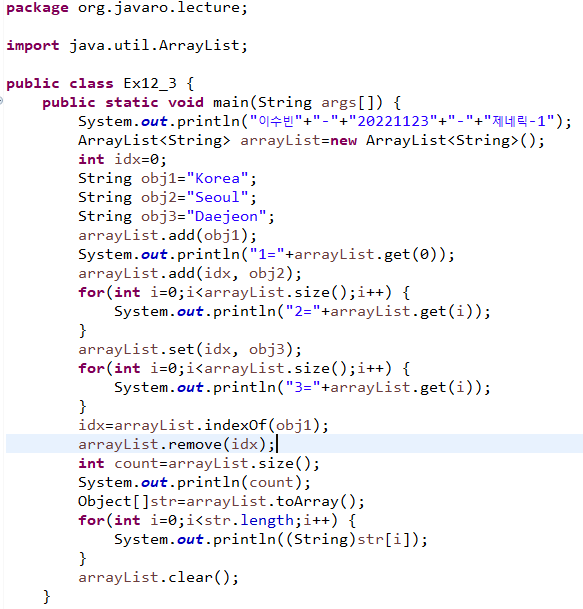 package org.javaro.lecture;
import java.util.ArrayList;
public class Ex12_3 {
public static void main(String args[]) {
System.out.println("이수빈"+"-"+"20221123"+"-"+"제네릭-1");
ArrayList<String> arrayList=new ArrayList<String>();
int idx=0;
String obj1="Korea";
String obj2="Seoul";
String obj3="Daejeon";
arrayList.add(obj1);
System.out.println("1="+arrayList.get(0));
arrayList.add(idx, obj2);
for(int i=0;i<arrayList.size();i++) {
System.out.println("2="+arrayList.get(i));
}
arrayList.set(idx, obj3);
for(int i=0;i<arrayList.size();i++) {
System.out.println("3="+arrayList.get(i));
}
idx=arrayList.indexOf(obj1);
arrayList.remove(idx);
int count=arrayList.size();
System.out.println(count);
Object[]str=arrayList.toArray();
for(int i=0;i<str.length;i++) {
System.out.println((String)str[i]);
}
arrayList.clear();
}